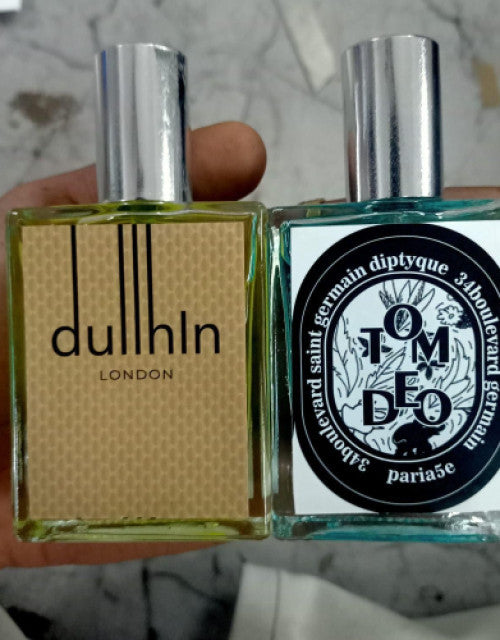 dullhln
LONDON
34boulevard saint germain diptyque 34boulevard germain
TOM
DEO
paria5e